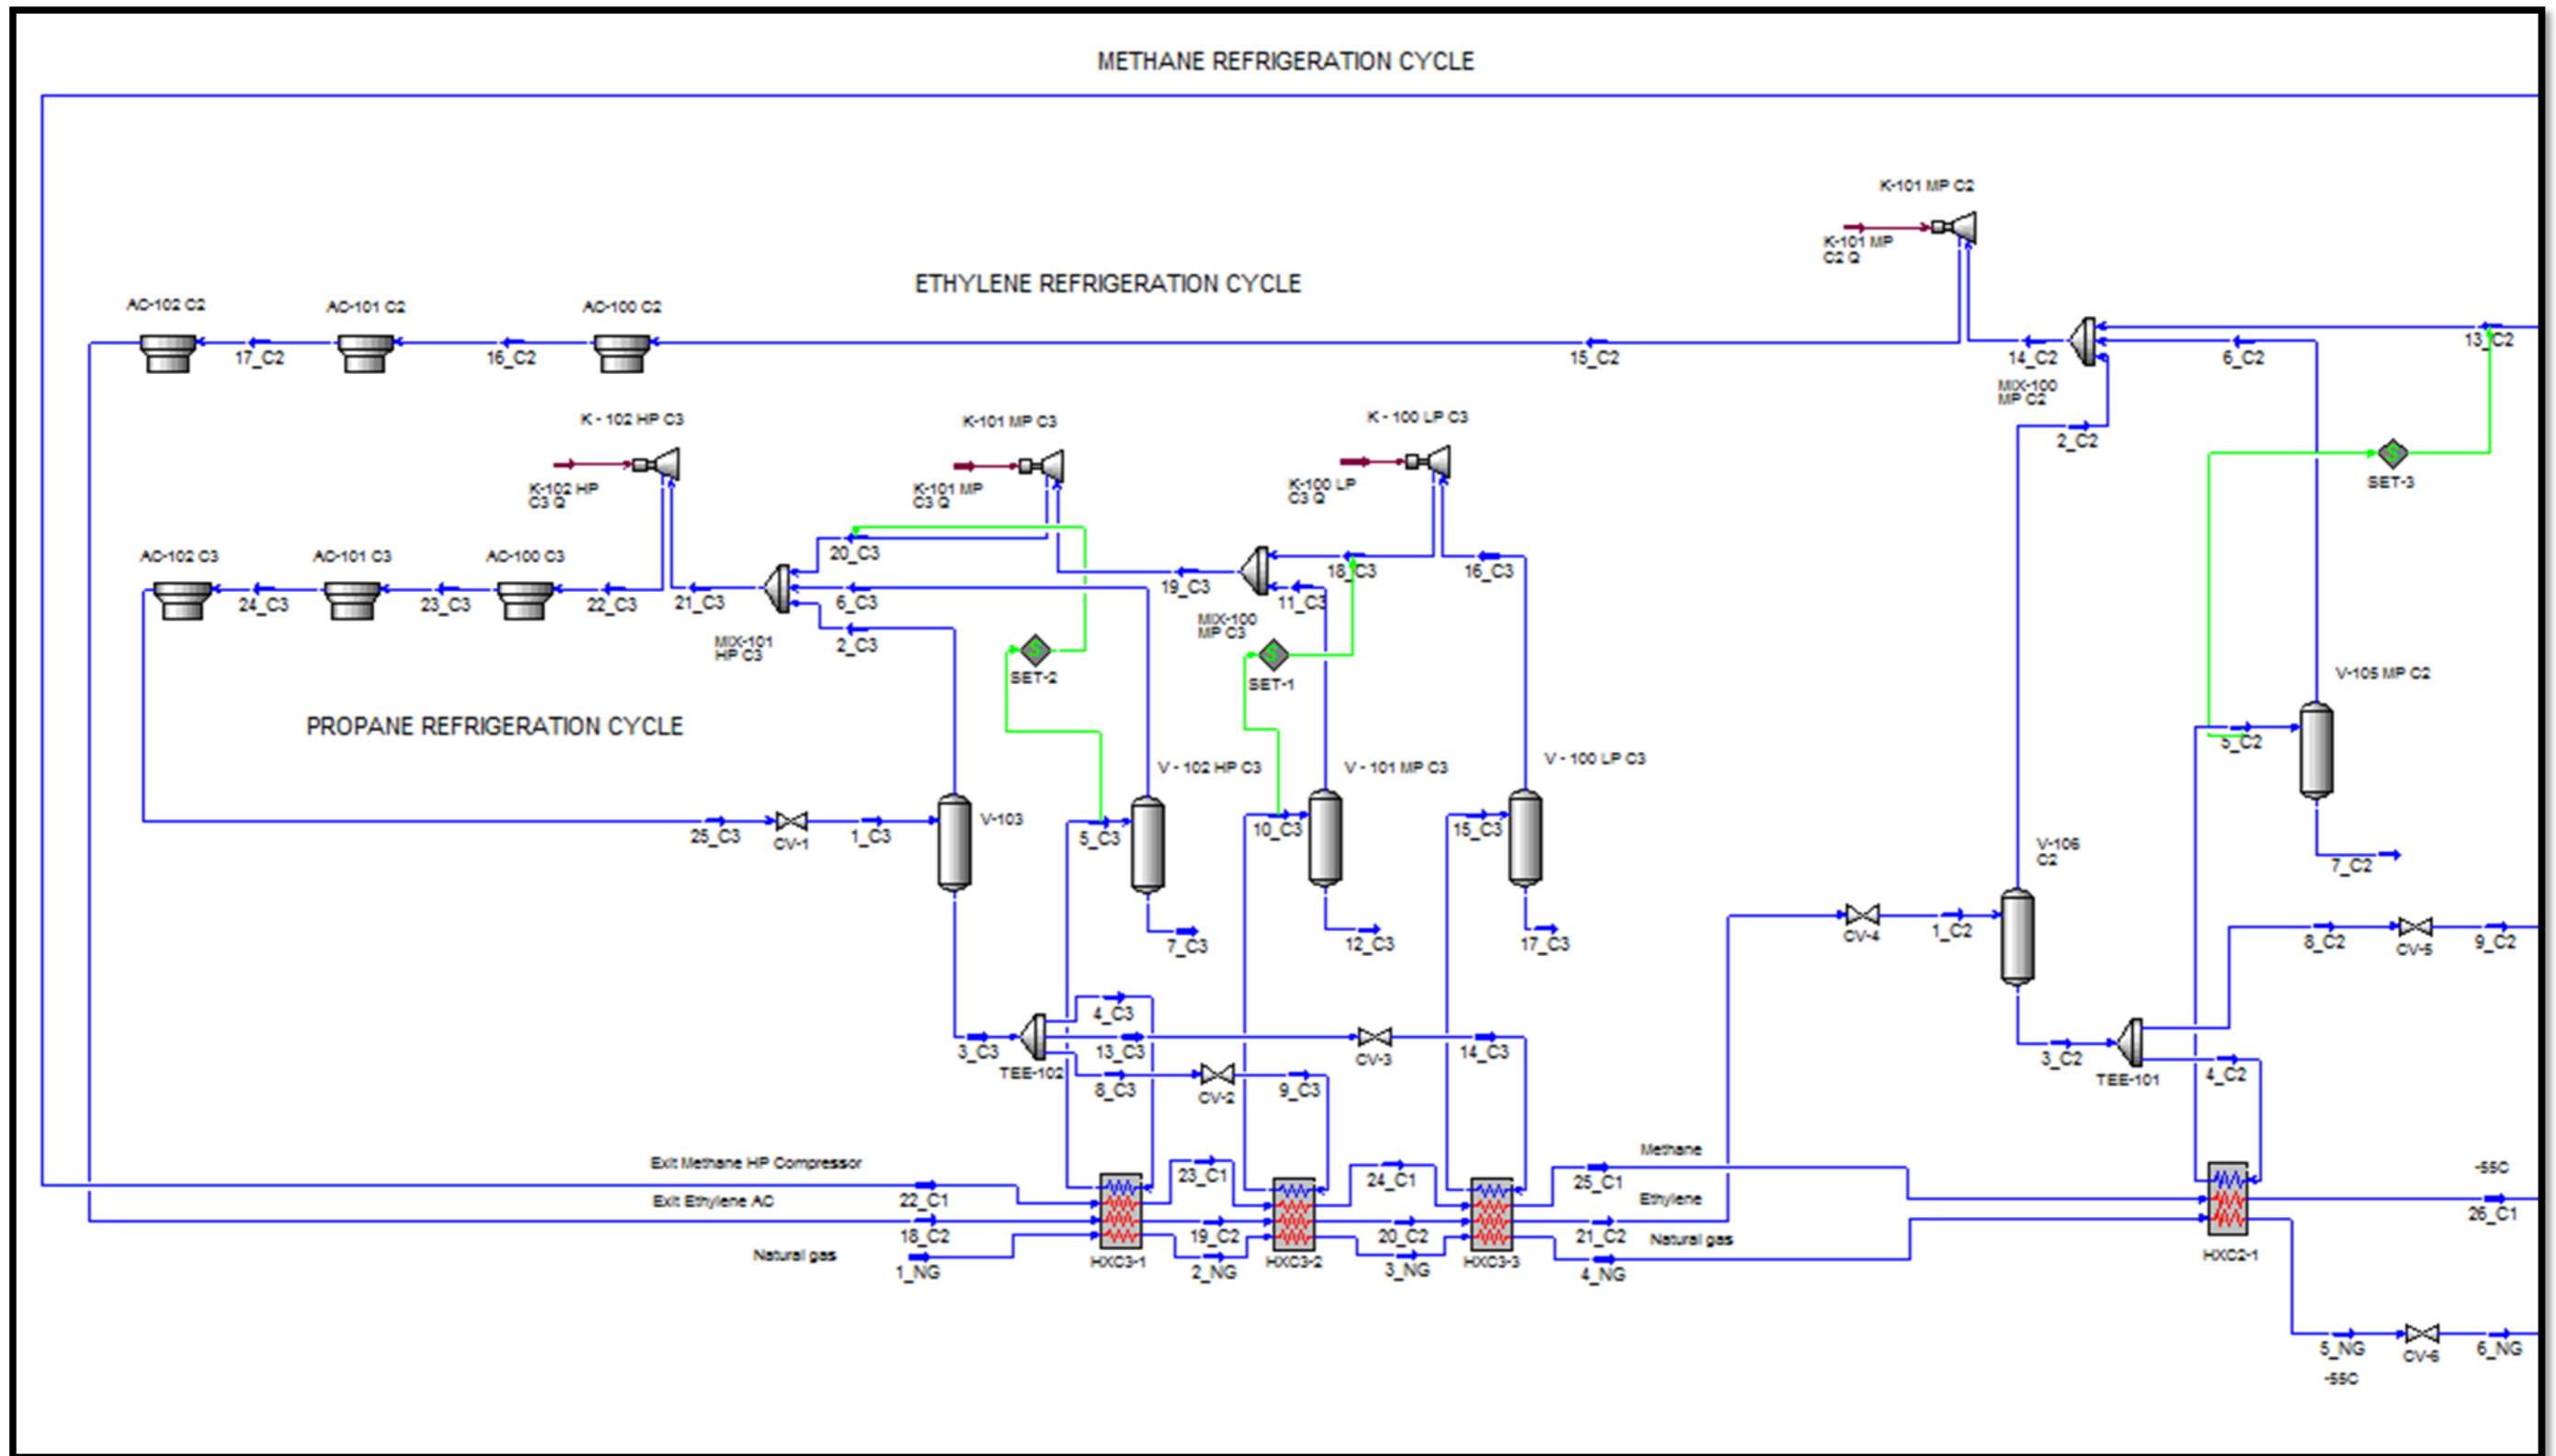 METHANE REFRIGERATION CYCLE
K-101 MP C2
K-101 MP
C2 Q
ETHYLENE REFRIGERATION CYCLE
AC-102 C2
AC-101 C2
AC-100 C2
17_C2
16_C2
15_C2
14_C2
6_C2
13_C2
MIX-100
MP C2
2_C2
SET-3
K - 102 HP C3
K-101 MP C3
K - 100 LP C3
K-102 HP
C3 Q
K-101 MP
C3 Q
K-100 LP
C3 Q
AC-102 C3
AC-101 C3
AC-100 C3
20_C3
18_C3
16_C3
24_C3
23_C3
22_C3
21_C3
6_C3
19_C3
11_C3
MIX-101
HP C3
2_C3
MIX-100
MP C3
SET-2
SET-1
V-105 MP C2
PROPANE REFRIGERATION CYCLE
5_C2
V - 102 HP C3
V - 101 MP C3
V - 100 LP C3
25_C3
CV-1
1_C3
V-103
5_C3
10_C3
15_C3
V-106
C2
7_C2
7_C3
12_C3
17_C3
CV-4
1_C2
8_C2
CV-5
9_C2
4_C3
3_C3
13_C3
CV-3
14_C3
TEE-102
8_C3
CV-2
9_C3
3_C2
TEE-101
4_C2
Exit Methane HP Compressor
22_C1
23_C1
24_C1
25_C1
Methane
-55C
Exit Ethylene AC
18_C2
19_C2
20_C2
21_C2
Ethylene
26_C1
Natural gas
1_NG
HXC3-1
2_NG
HXC3-2
3_NG
HXC3-3
4_NG
Natural gas
HXC2-1
5_NG
CV-6
6_NG
-55C